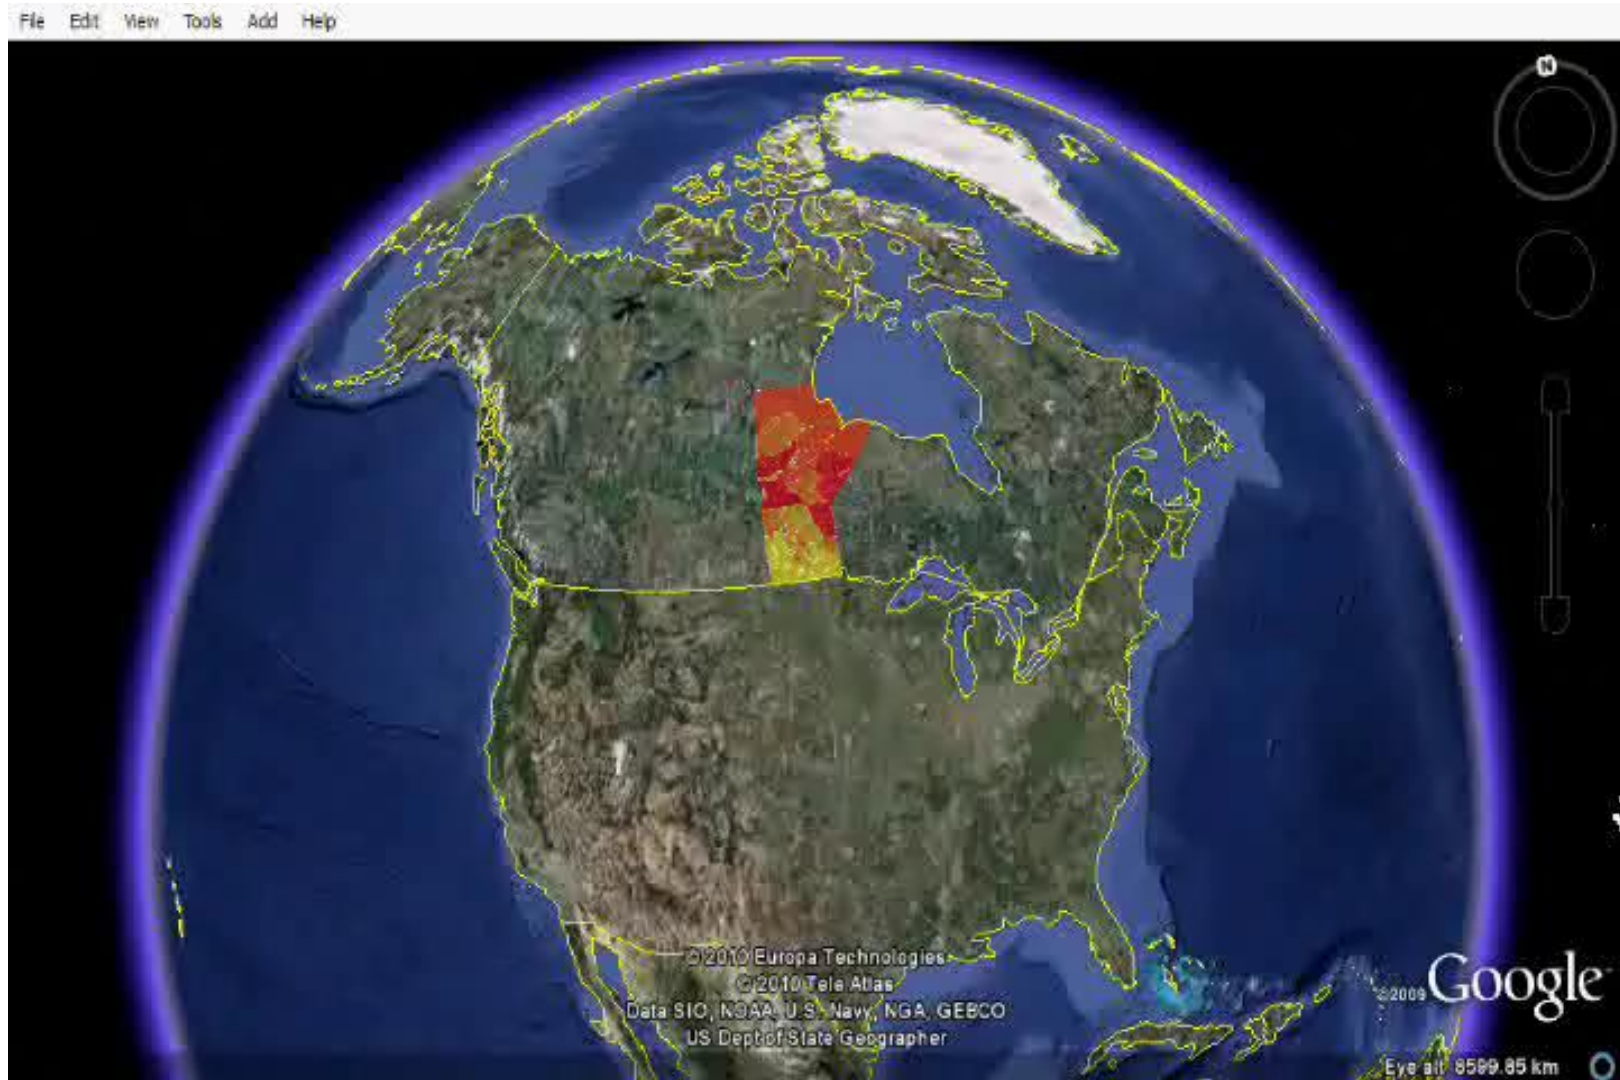 File Edit View Tools Add Help
N
© 2010 Europa Technologies
© 2010 Tele Atlas
Data SIO, NOAA, U.S. Navy, NGA, GEBCO
US Dept of State Geographer
©2009 Google
Eye alt 8599.85 km